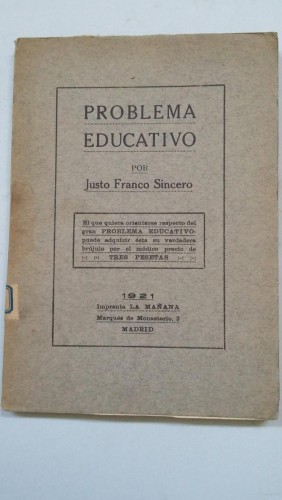 PROBLEMA
EDUCATIVO
POR
Justo Franco Sincero
El que quiera orientarse respecto del
gran PROBLEMA EDUCATIVO,
puede adquirir ésta su verdadera
brújula por el módico precio de
TRES PESETAS
1921
Imprenta LA MAÑANA
Marqués de Monasterio, 3
MADRID